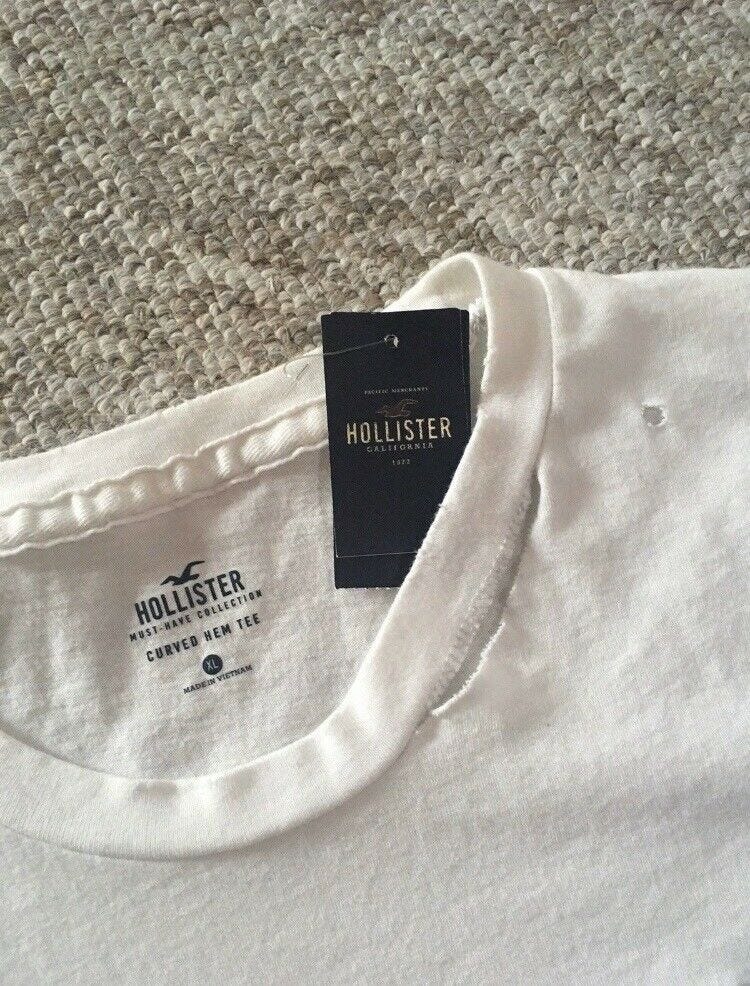 PACIFIC MERCHANTS
HOLLISTER
CALIFORNIA
1922
HOLLISTER
MUST-HAVE COLLECTION
CURVED HEM TEE
XL
MADE IN VIETNAM